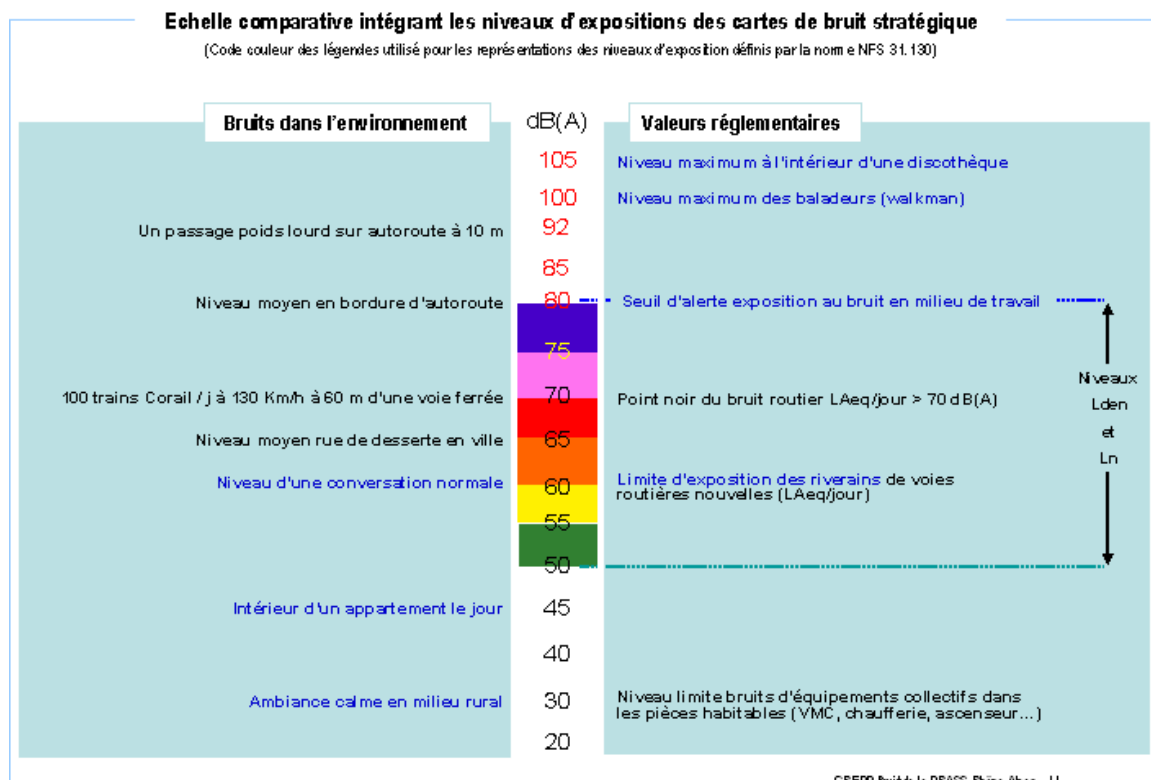 Echelle comparative intégrant les niveaux d'expositions des cartes de bruit stratégique
(Code couleur des légendes utilisé pour les représentations des niveaux d'exposition définis par la norme NFS 31.130)
Bruits dans l'environnement
dB(A)
Valeurs réglementaires
105
Niveau maximum à l'intérieur d'une discothèque
100
Niveau maximum des baladeurs (walkman)
Un passage poids lourd sur autoroute à 10 m
92
85
Niveau moyen en bordure d'autoroute
80
Seuil d'alerte exposition au bruit en milieu de travail
75
100 trains Corail / j à 130 Km/h à 60 m d'une voie ferrée
70
Point noir du bruit routier LAeq/jour > 70 dB(A)
Niveaux
Lden
et
Ln
Niveau moyen rue de desserte en ville
65
Niveau d'une conversation normale
60
Limite d'exposition des riverains de voies
routières nouvelles (LAeq/jour)
55
50
Intérieur d'un appartement le jour
45
40
Ambiance calme en milieu rural
30
Niveau limite bruits d'équipements collectifs dans
les pièces habitables (VMC, chaufferie, ascenseur...)
20